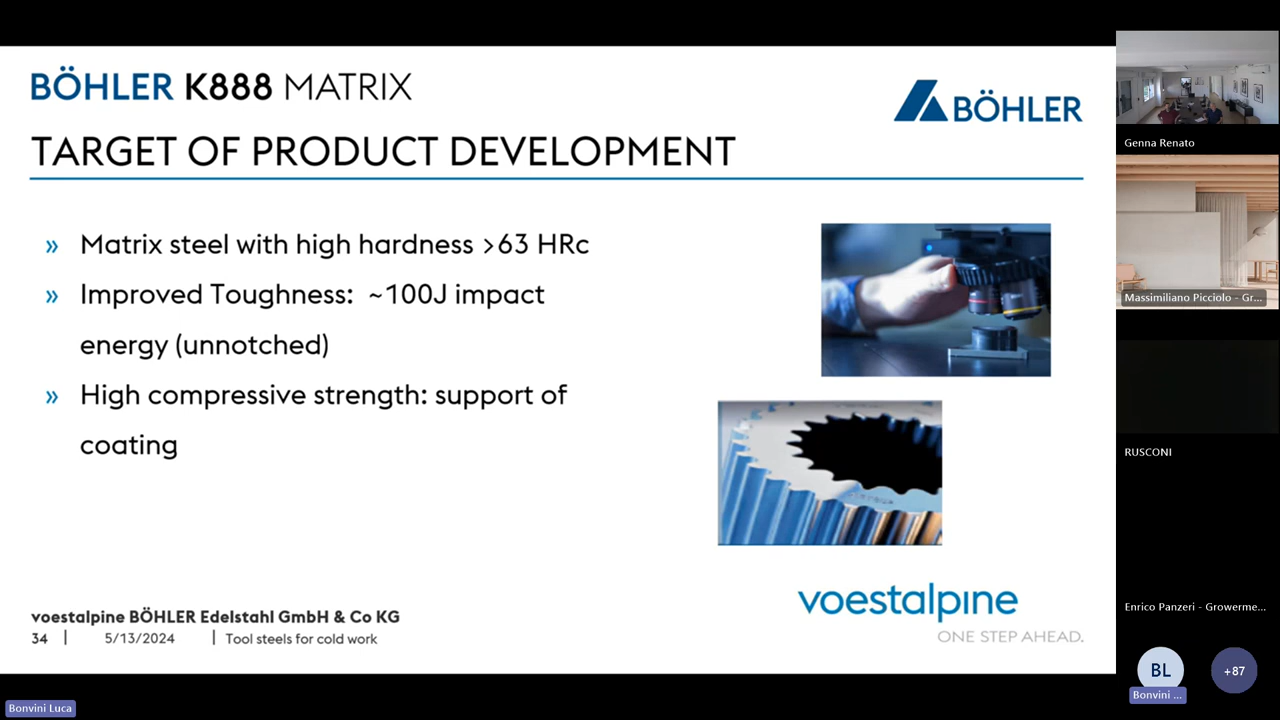 BÖHLER K888 MATRIX
BÖHLER
TARGET OF PRODUCT DEVELOPMENT
» Matrix steel with high hardness >63 HRc
» Improved Toughness: ~100J impact
energy (unnotched)
» High compressive strength: support of
coating
voestalpine
ONE STEP AHEAD.
voestalpine BÖHLER Edelstahl GmbH & Co KG
34 | 5/13/2024 | Tool steels for cold work
Genna Renato
Massimiliano Picciolo - Gr...
RUSCONI
Enrico Panzeri - Growerme...
BL
+87
Bonvini ...
Bonvini Luca